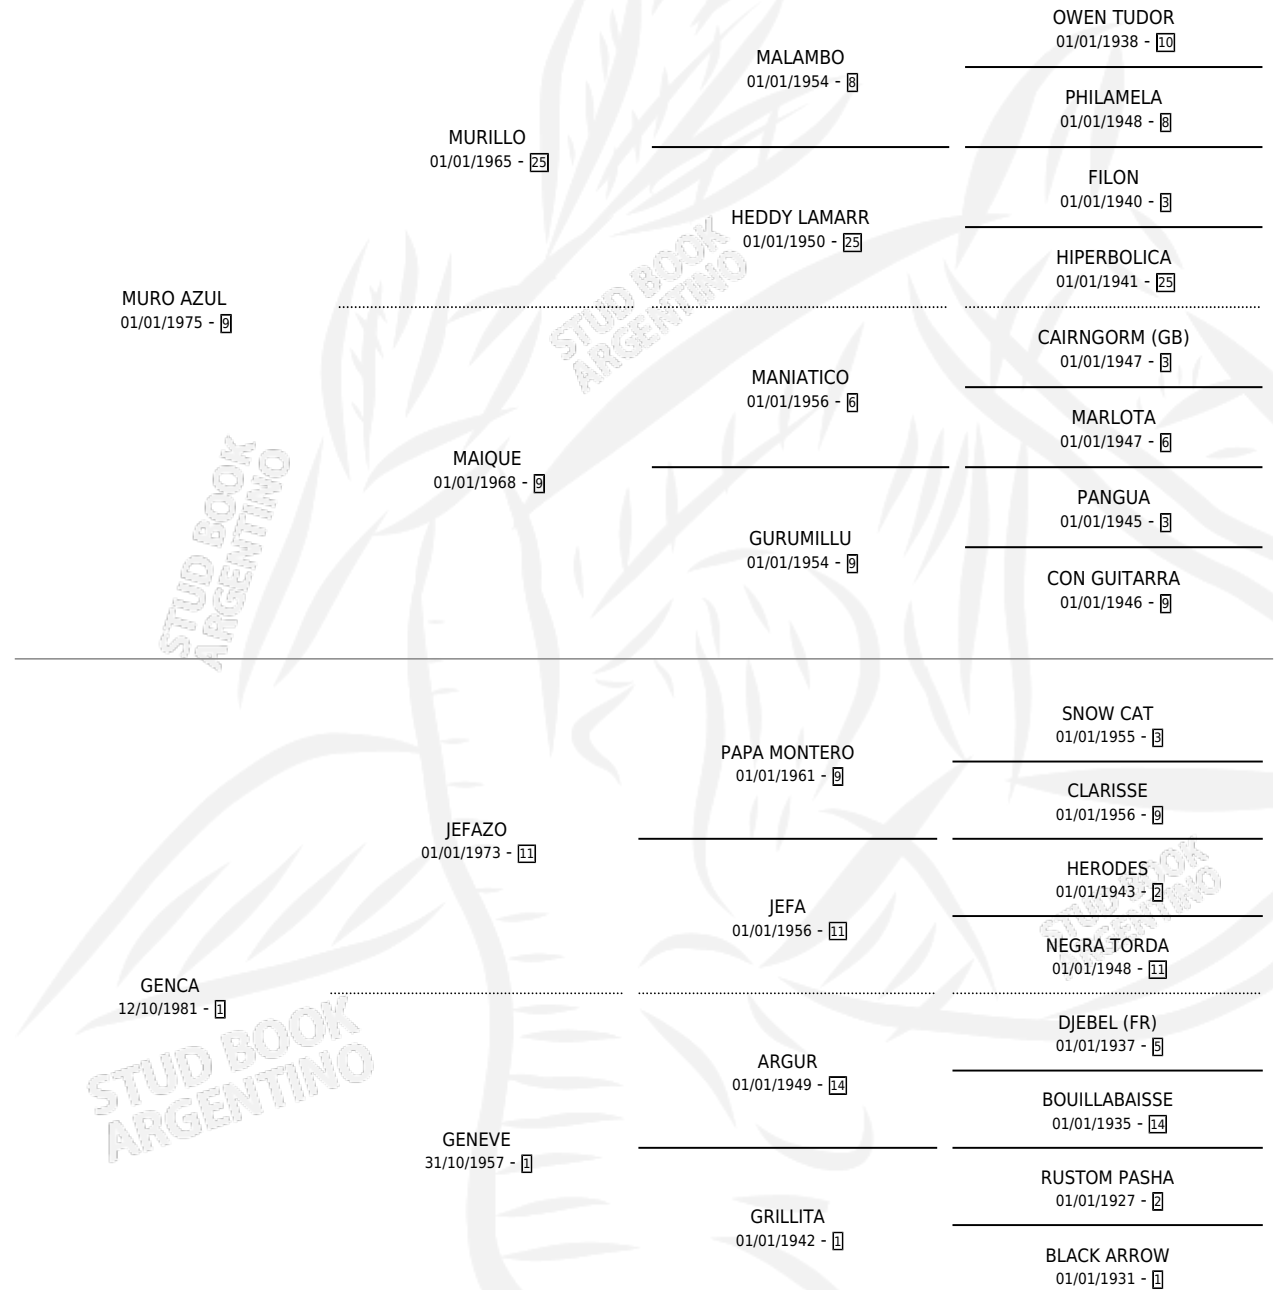 OWEN TUDOR
01/01/1938 - 10
MALAMBO
01/01/1954 - 8
PHILAMELA
01/01/1948 - 8
MURILLO
01/01/1965 - 25
FILON
01/01/1940 - 3
HEDDY LAMARR
01/01/1950 - 25
HIPERBOLICA
01/01/1941 - 25
STUD BOOK
ARGENTINO
MURO AZUL
01/01/1975 - 9
CAIRNGORM (GB)
01/01/1947 - 3
MANIATICO
01/01/1956 - 6
MARLOTA
01/01/1947 - 6
MAIQUE
01/01/1968 - 9
PANGUA
01/01/1945 - 3
GURUMILLU
01/01/1954 - 9
CON GUITARRA
01/01/1946 - 9
STUD BOOK
ARGENTINO
SNOW CAT
01/01/1955 - 3
PAPA MONTERO
01/01/1961 - 9
CLARISSE
01/01/1956 - 9
JEFAZO
01/01/1973 - 11
HERODES
01/01/1943 - 2
STUD BOOK
ARGENTINO
JEFA
01/01/1956 - 11
NEGRA TORDA
01/01/1948 - 11
GENCA
12/10/1981 - 1
STUD BOOK
ARGENTINO
DJEBEL (FR)
01/01/1937 - 5
ARGUR
01/01/1949 - 14
BOUILLABAISSE
01/01/1935 - 14
GENEVE
31/10/1957 - 1
RUSTOM PASHA
01/01/1927 - 2
GRILLITA
01/01/1942 - 1
BLACK ARROW
01/01/1931 - 1